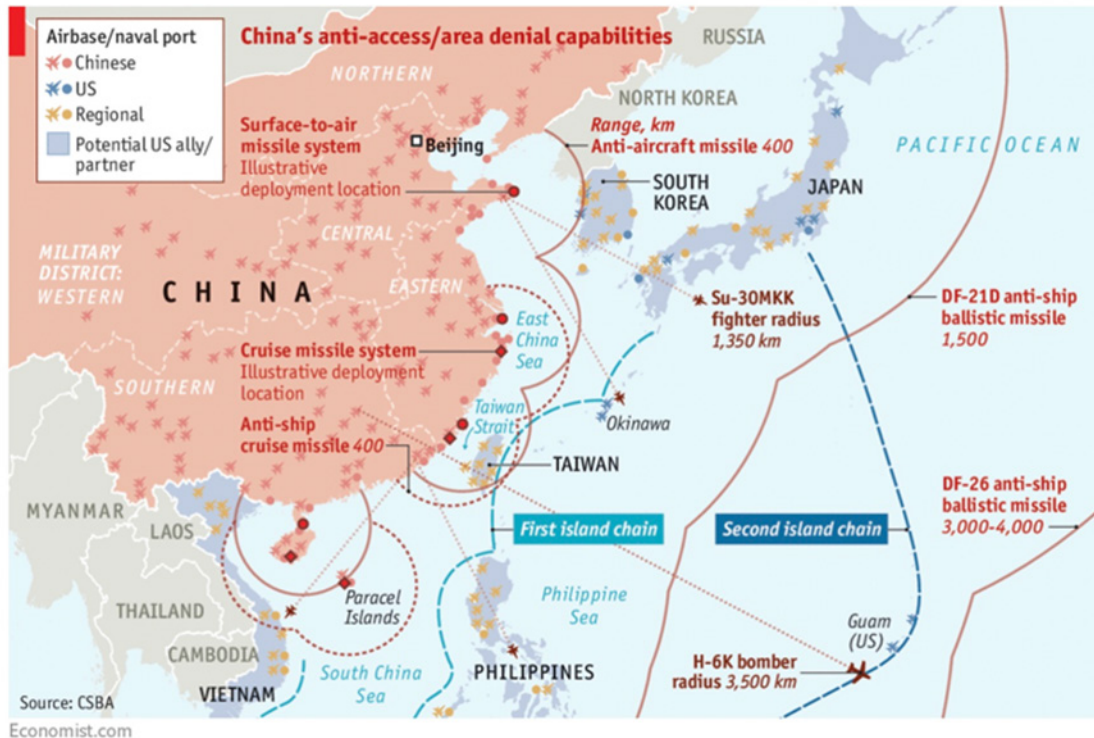 China's anti-access/area denial capabilities
Airbase/naval port
Chinese
US
Regional
Potential US ally/
partner
RUSSIA
NORTHERN
NORTH KOREA
Surface-to-air
missile system
Illustrative
deployment location
Beijing
Range, km
Anti-aircraft missile 400
PACIFIC OCEAN
SOUTH
KOREA
JAPAN
MILITARY
DISTRICT:
WESTERN
CENTRAL
CHINA
EASTERN
East
China
Sea
Su-30MKK
fighter radius
1,350 km
DF-21D anti-ship
ballistic missile
1,500
Cruise missile system
Illustrative deployment
location
SOUTHERN
Taiwan
Strait
Okinawa
Anti-ship
cruise missile 400
TAIWAN
MYANMAR
LAOS
First island chain
Second island chain
DF-26 anti-ship
ballistic missile
3,000-4,000
THAILAND
Paracel
Islands
Philippine
Sea
Guam
(US)
CAMBODIA
VIETNAM
South China
Sea
PHILIPPINES
H-6K bomber
radius 3,500 km
Source: CSBA
Economist.com